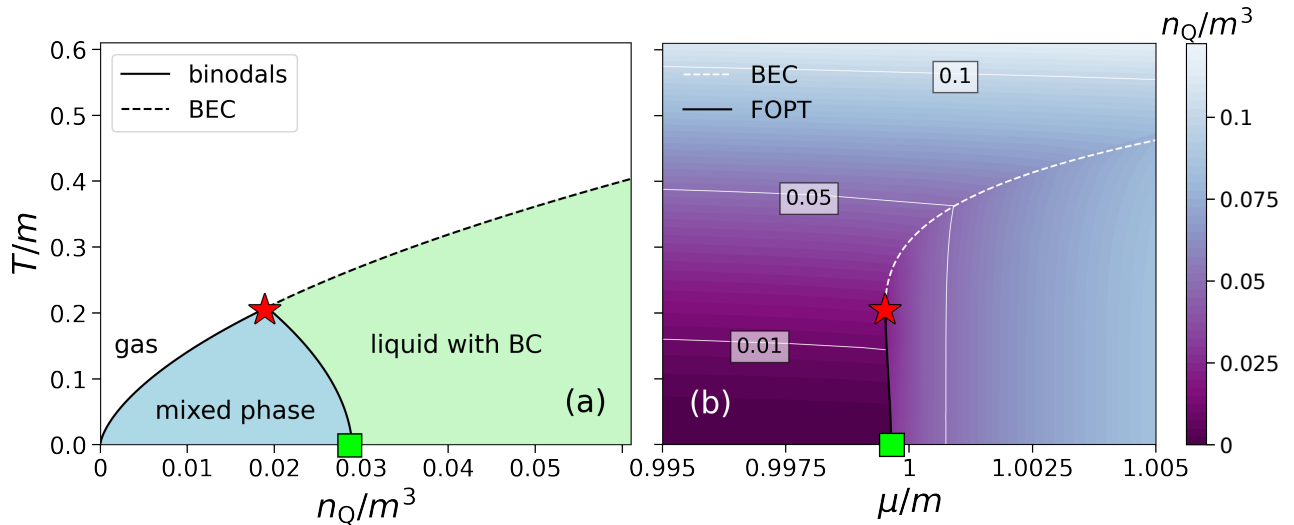 0.6
0.5
0.4
0.3
0.2
0.1
0.0
T/m
binodals
BEC
gas
mixed phase
liquid with BC
(a)
0
0.01
0.02
0.03
0.04
0.05
n_Q/m^3
BEC
FOPT
0.1
0.05
0.01
(b)
0.995
0.9975
1
1.0025
1.005
μ/m
n_Q/m^3
0.1
0.075
0.05
0.025
0